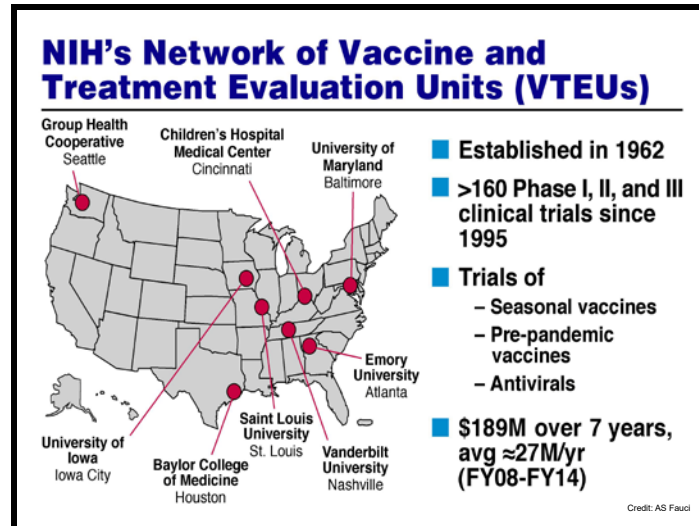 NIH's Network of Vaccine and
Treatment Evaluation Units (VTEUs)
Group Health
Cooperative
Seattle
Children's Hospital
Medical Center
Cincinnati
University of
Maryland
Baltimore
Emory
University
Atlanta
University of
Iowa
Iowa City
Baylor College
of Medicine
Houston
Saint Louis
University
St. Louis
Vanderbilt
University
Nashville
Established in 1962
>160 Phase I, II, and III
clinical trials since
1995
Trials of
– Seasonal vaccines
– Pre-pandemic
vaccines
– Antivirals
$189M over 7 years,
avg ≈27M/yr
(FY08-FY14)
Credit: AS Fauci